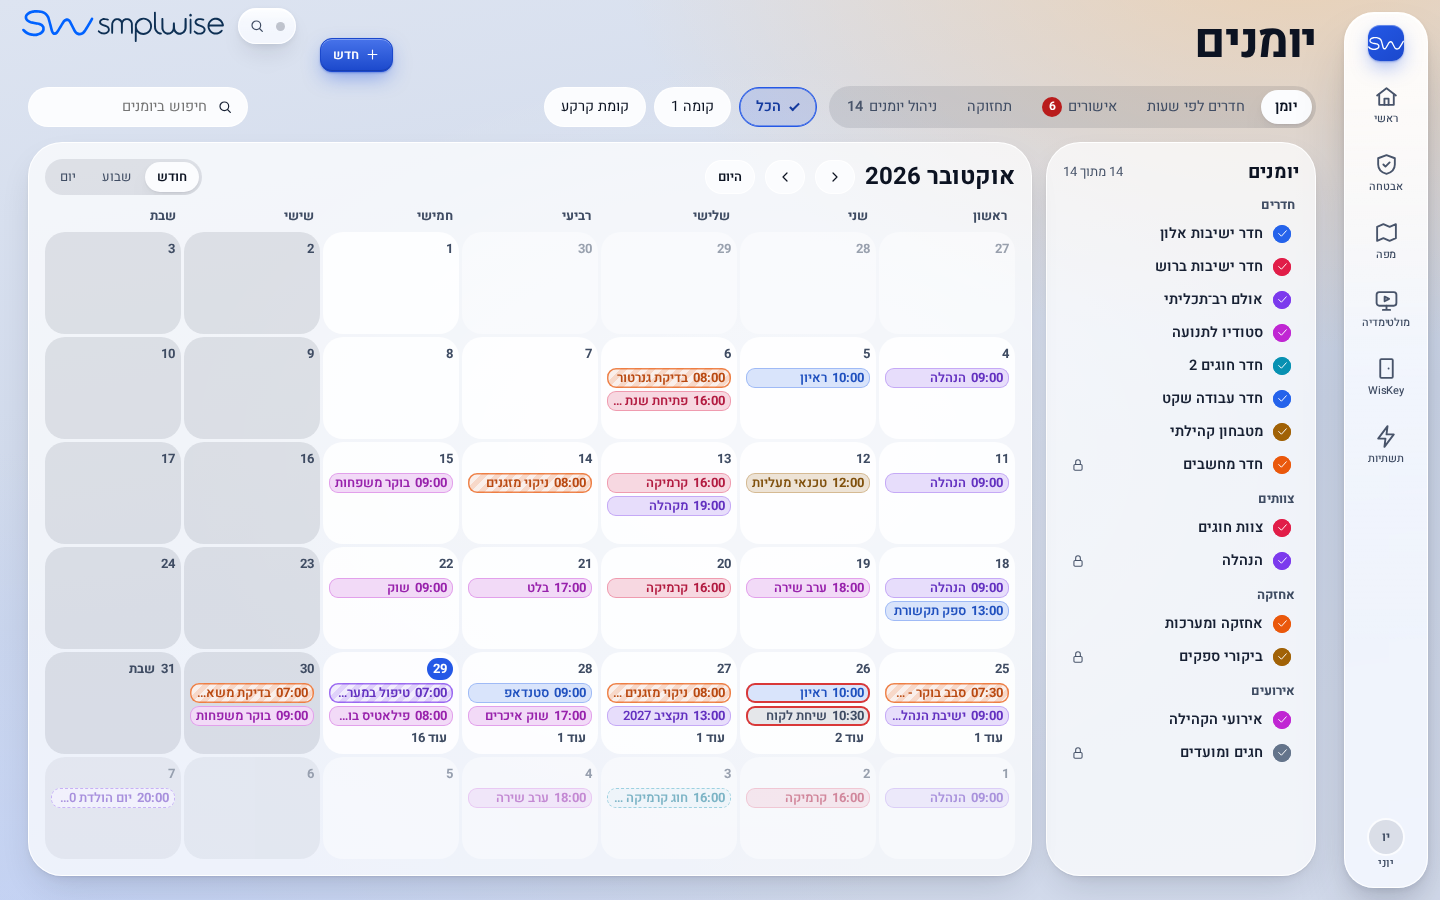 smplwise
חדש
יומנים
יומן
חדרים לפי שעות
אישורים 6
תחזוקה
ניהול יומנים 14
הכל
קומה 1
קומת קרקע
חיפוש ביומנים
ראשי
אבטחה
מפה
מולטימדיה
WisKey
תשתיות
יו
יוני
יומנים
14 מתוך 14
חדרים
חדר ישיבות אלון
חדר ישיבות ברוש
אולם רב־תכליתי
סטודיו לתנועה
חדר חוגים 2
חדר עבודה שקט
מטבחון קהילתי
חדר מחשבים
צוותים
צוות חוגים
הנהלה
אחזקה
אחזקה ומערכות
ביקורי ספקים
אירועים
אירועי הקהילה
חגים ומועדים
אוקטובר 2026
היום
חודש
שבוע
יום
ראשון שני שלישי רביעי חמישי שישי שבת
27 28 29 30 1 2 3
4 5 6 7 8 9 10
09:00 הנהלה
10:00 ראיון
08:00 בדיקת גנרטור
16:00 פתיחת שנת ...
11 12 13 14 15 16 17
09:00 הנהלה
12:00 טכנאי מעליות
16:00 קרמיקה
19:00 מקהלה
08:00 ניקוי מזגנים
09:00 בוקר משפחות
18 19 20 21 22 23 24
09:00 הנהלה
13:00 ספק תקשורת
18:00 ערב שירה
16:00 קרמיקה
17:00 בלט
09:00 שוק
25 26 27 28 29 30 31 שבת
07:30 סבב בוקר - ...
09:00 ישיבת הנהל...
עוד 1
10:00 ראיון
10:30 שיחת לקוח
עוד 2
08:00 ניקוי מזגנים ...
13:00 תקציב 2027
עוד 1
09:00 סטנדאפ
17:00 שוק איכרים
עוד 1
07:00 טיפול במער...
08:00 פילאטיס בו...
עוד 16
07:00 בדיקת משא...
09:00 בוקר משפחות
1 2 3 4 5 6 7
09:00 הנהלה
16:00 קרמיקה
16:00 חוג קרמיקה ...
18:00 ערב שירה
20:00 יום הולדת 0...